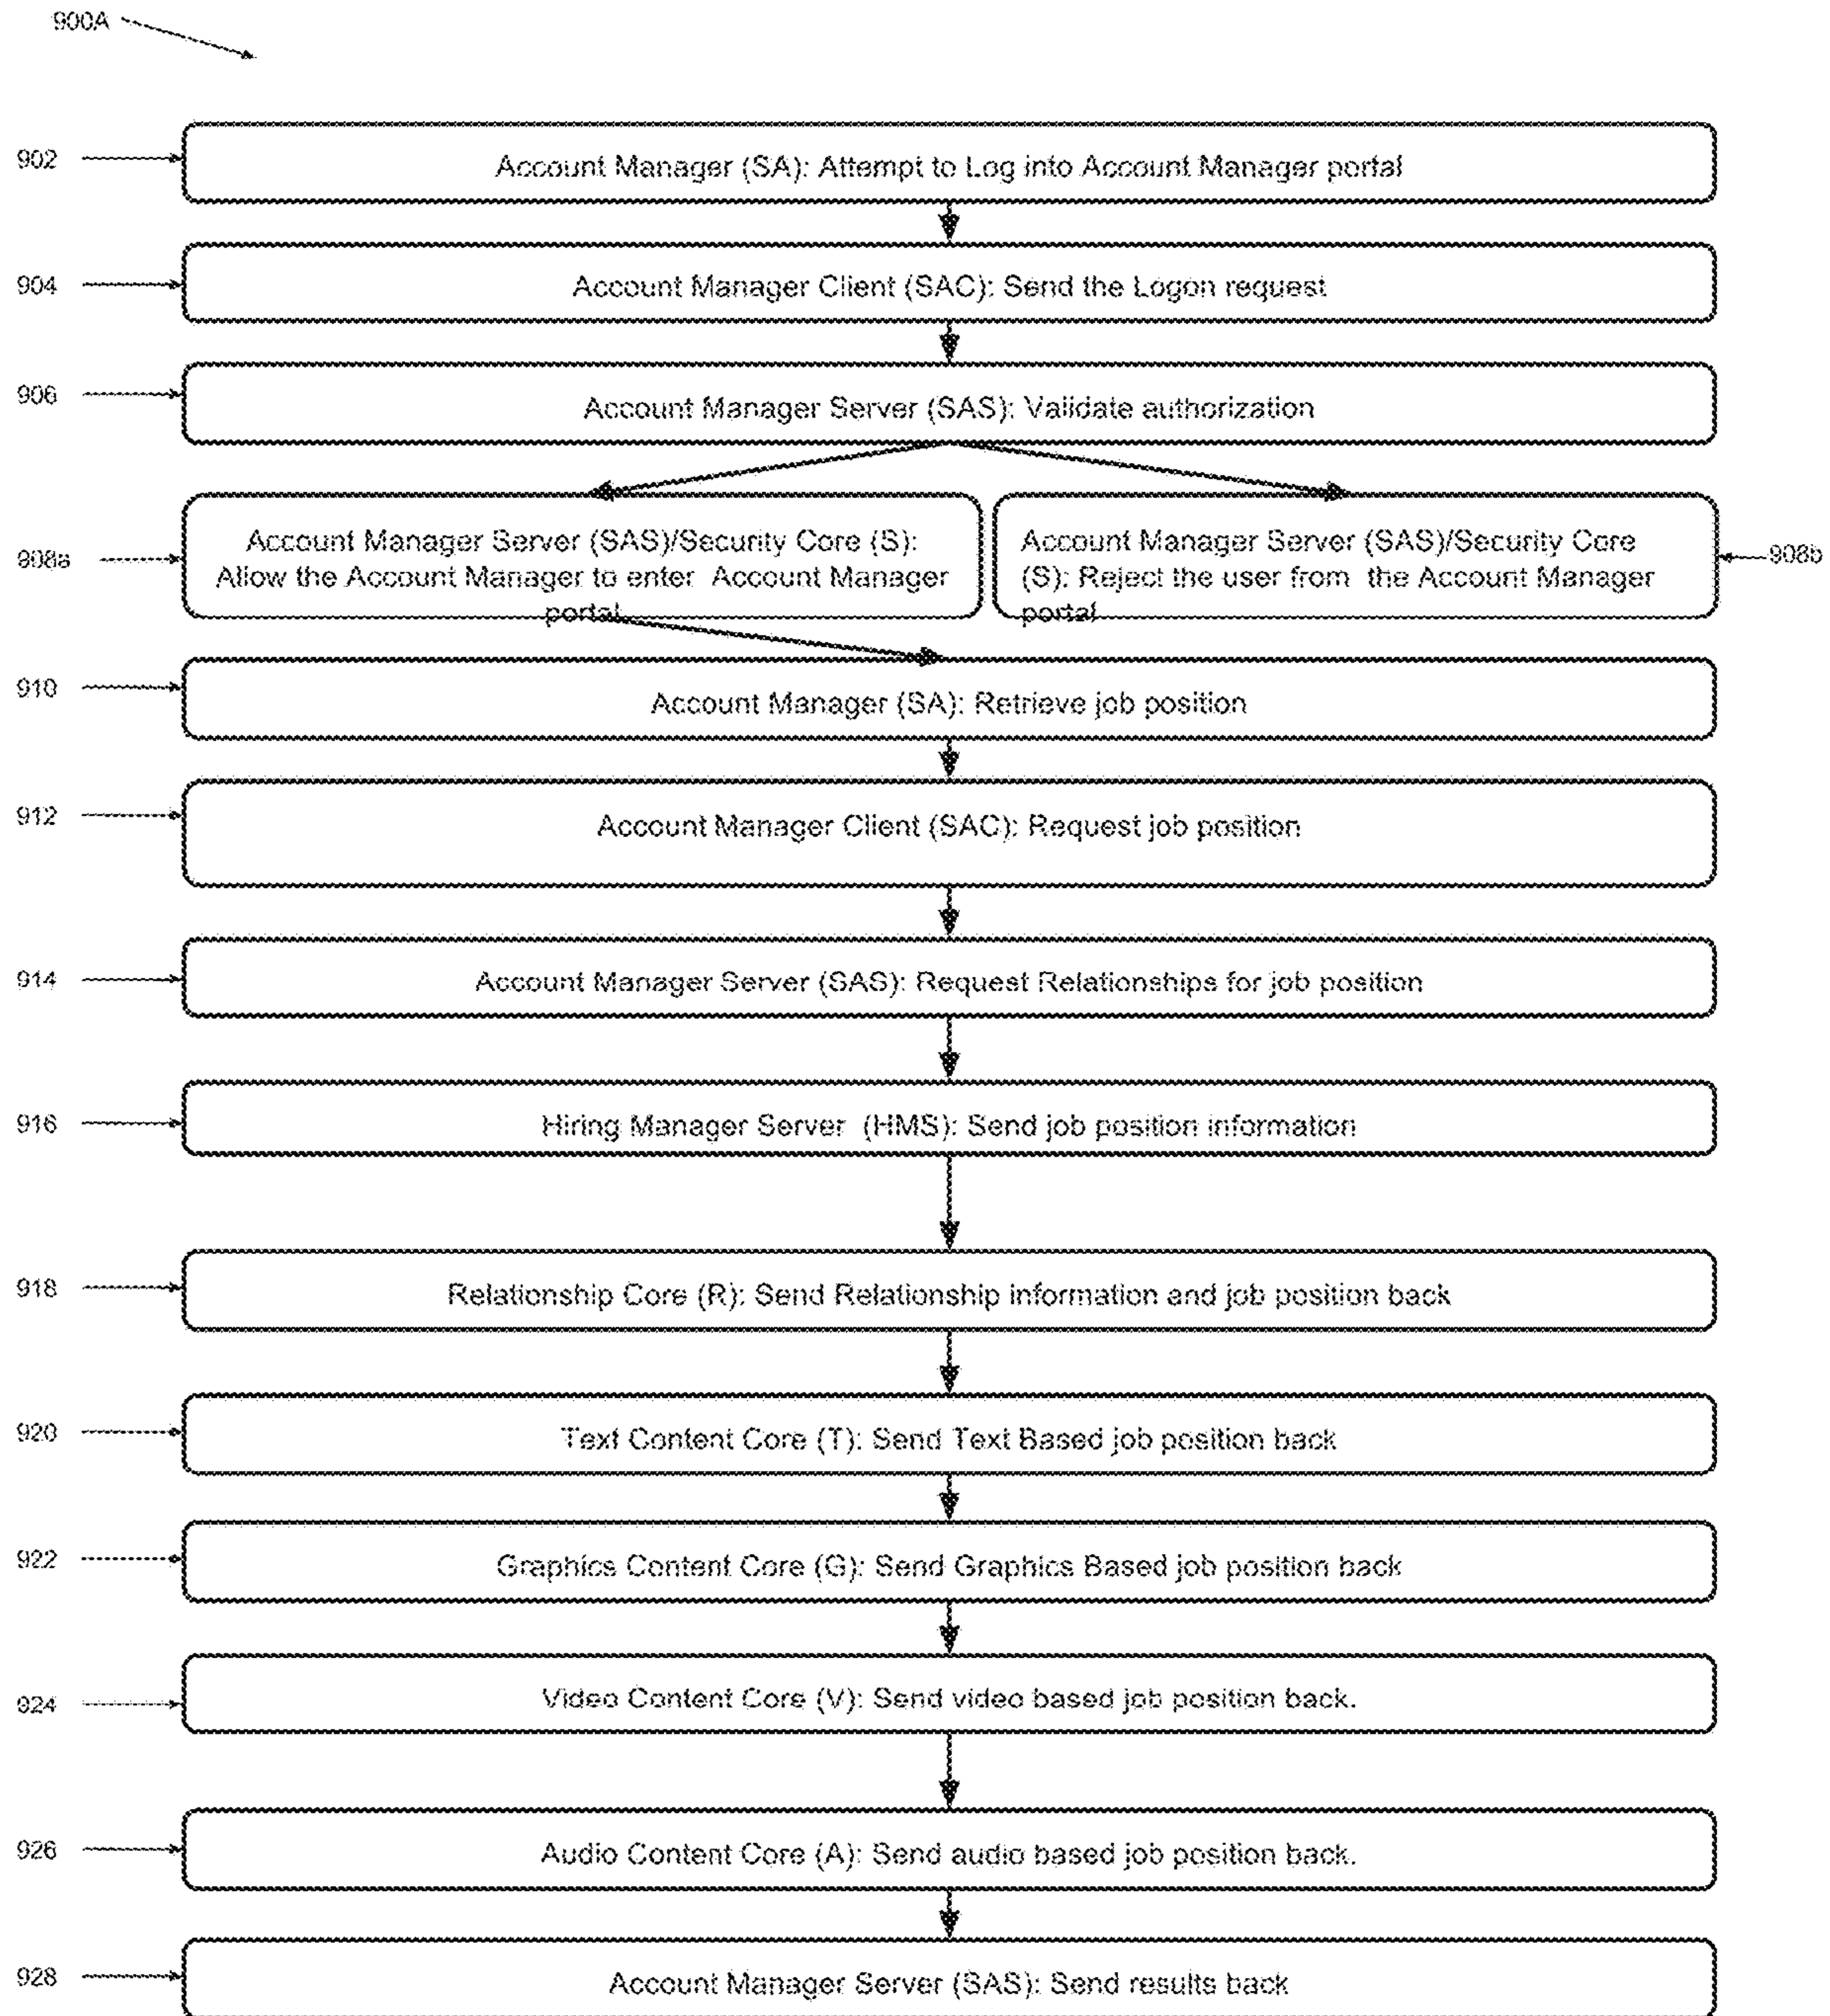 900A
902
Account Manager (SA): Attempt to Log into Account Manager portal
904
Account Manager Client (SAC): Send the Logon request
906
Account Manager Server (SAS): Validate authorization
908a
Account Manager Server (SAS)/Security Core (S):
Allow the Account Manager to enter Account Manager
portal
Account Manager Server (SAS)/Security Core
(S): Reject the user from the Account Manager
portal
908b
910
Account Manager (SA): Retrieve job position
912
Account Manager Client (SAC): Request job position
914
Account Manager Server (SAS): Request Relationships for job position
916
Hiring Manager Server (HMS): Send job position information
918
Relationship Core (R): Send Relationship information and job position back
920
Text Content Core (T): Send Text Based job position back
922
Graphics Content Core (G): Send Graphics Based job position back
924
Video Content Core (V): Send video based job position back.
926
Audio Content Core (A): Send audio based job position back.
928
Account Manager Server (SAS): Send results back